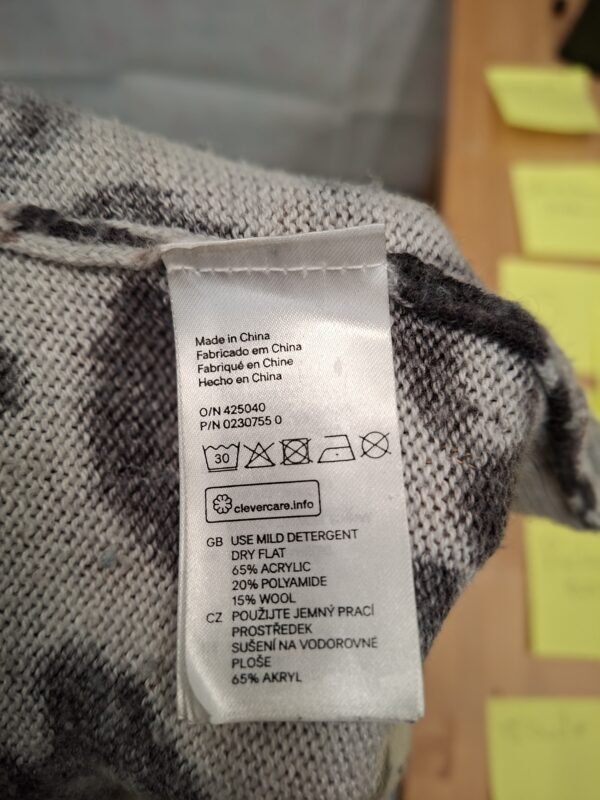 Made in China
Fabricado em China
Fabriqué en Chine
Hecho en China
O/N 425040
P/N 0230755 0
30
clevercare.info
GB USE MILD DETERGENT
DRY FLAT
65% ACRYLIC
20% POLYAMIDE
15% WOOL
CZ POUŽIJTE JEMNÝ PRACÍ
PROSTŘEDEK
SUŠENÍ NA VODOROVNÉ
PLOŠE
65% AKRYL